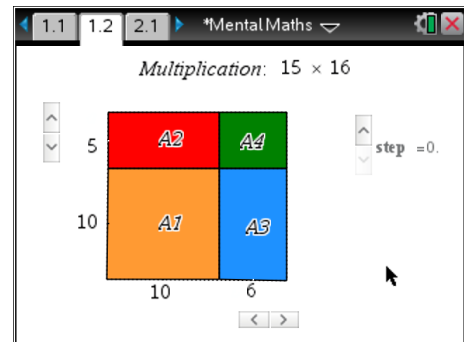 1.1 1.2 2.1 *Mental Maths
Multiplication: 15 × 16
5 A2 A4 step =0.
10 A1 A3
10 6